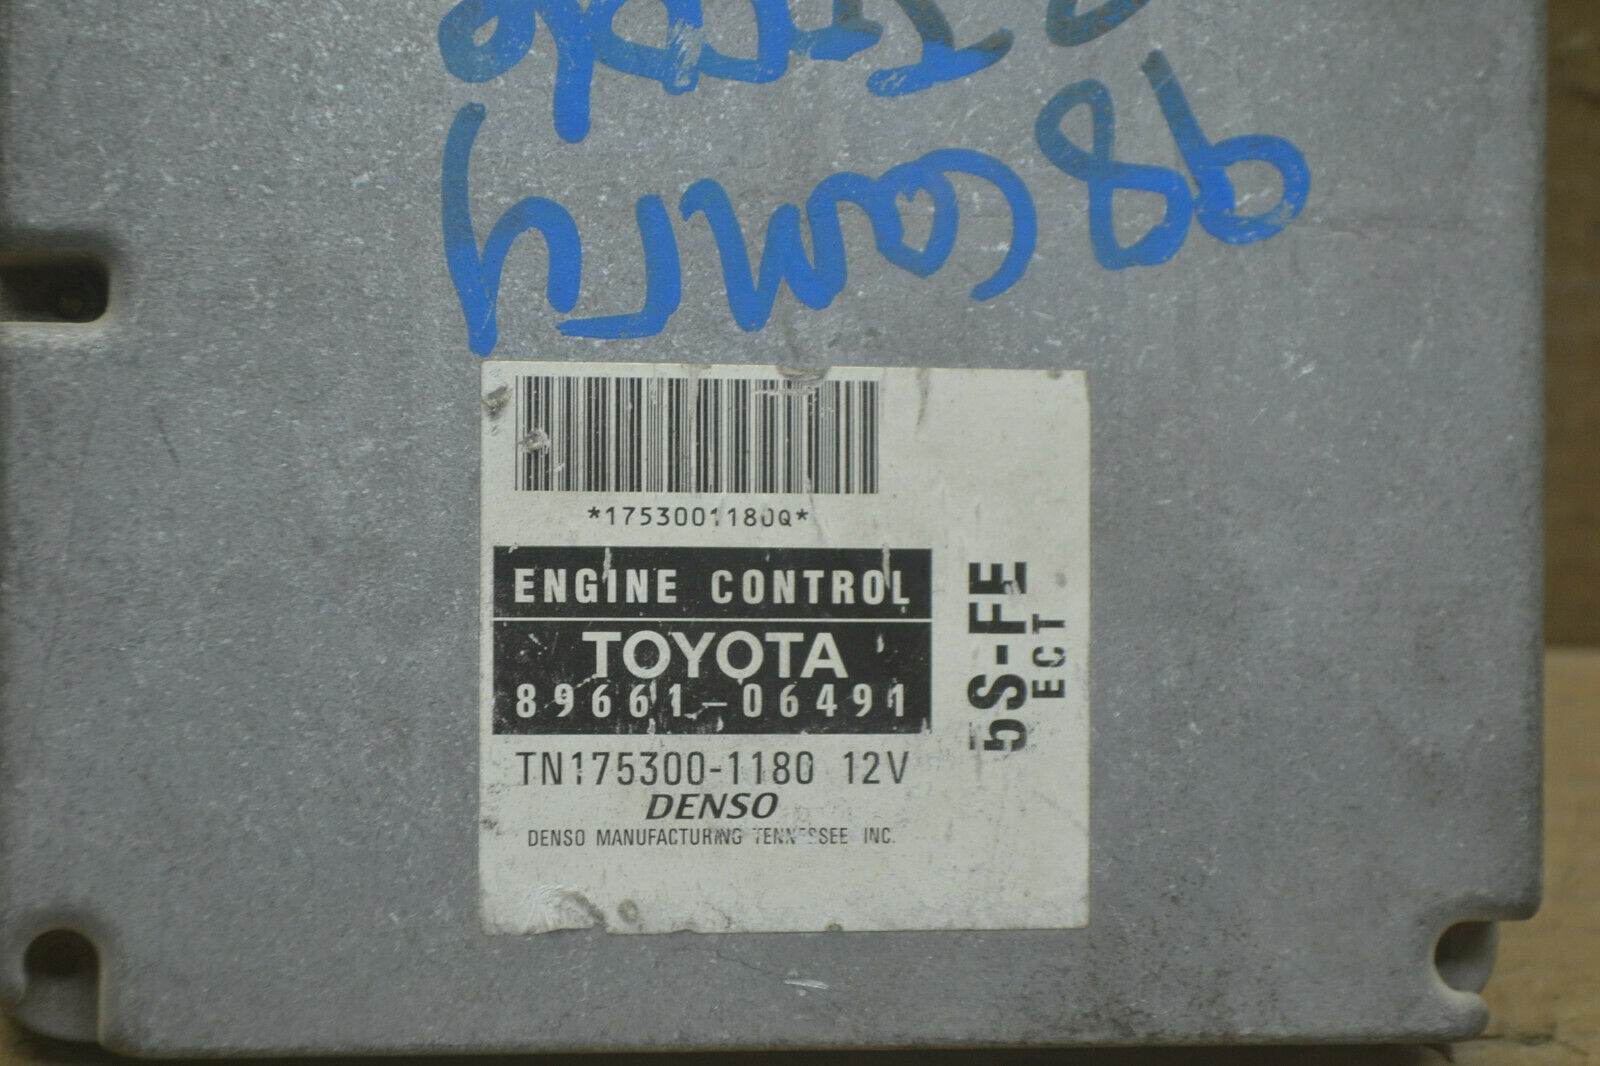 98 Camry
*1753001180Q*
ENGINE CONTROL
TOYOTA
89661-06491
TN175300-1180 12V
DENSO
DENSO MANUFACTURING TENNESSEE INC.
5S-FE
ECT